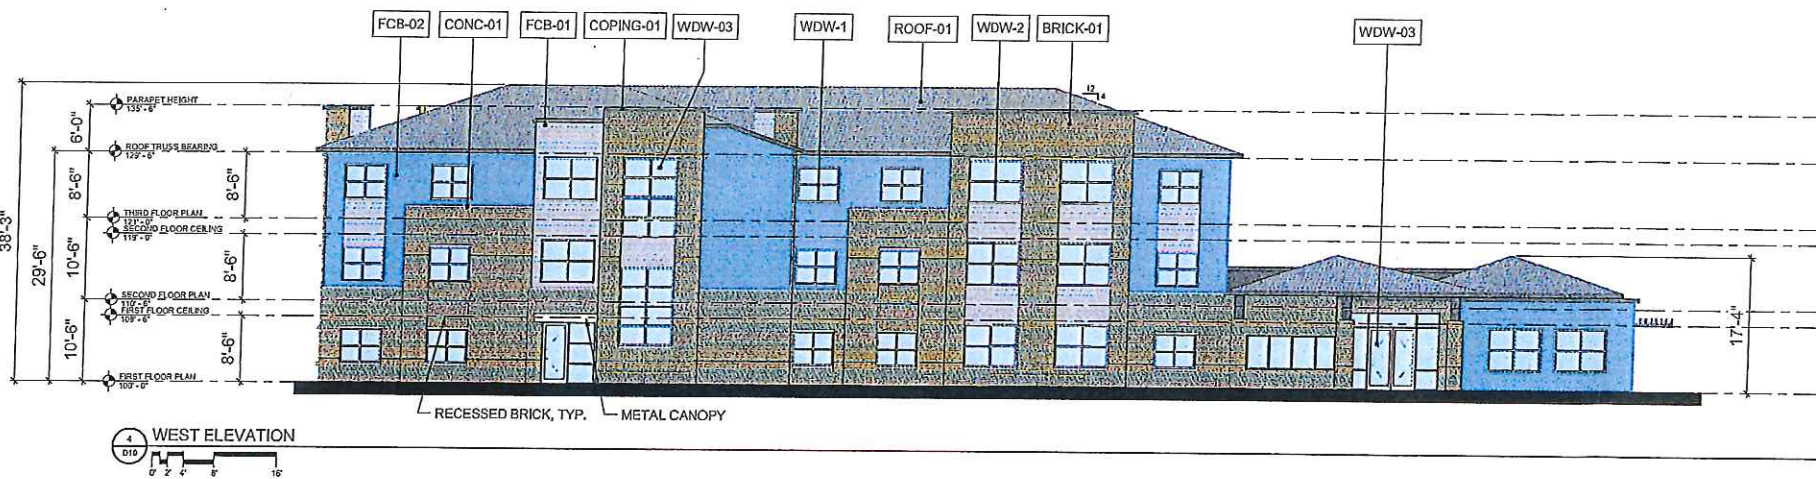 FCB-02 CONC-01 FCB-01 COPING-01 WDW-03 WDW-1 ROOF-01 WDW-2 BRICK-01 WDW-03
12
4
PARAPET HEIGHT
135'-6"
ROOF TRUSS BEARING
129'-6"
THIRD FLOOR PLAN
121'-0"
SECOND FLOOR CEILING
119'-0"
SECOND FLOOR PLAN
110'-6"
FIRST FLOOR CEILING
108'-6"
FIRST FLOOR PLAN
100'-0"
38'-3"
29'-6"
6'-0"
8'-6"
10'-6"
10'-6"
8'-6"
8'-6"
8'-6"
17'-4"
RECESSED BRICK, TYP.
METAL CANOPY
4
D10
WEST ELEVATION
0' 2' 4' 8' 16'